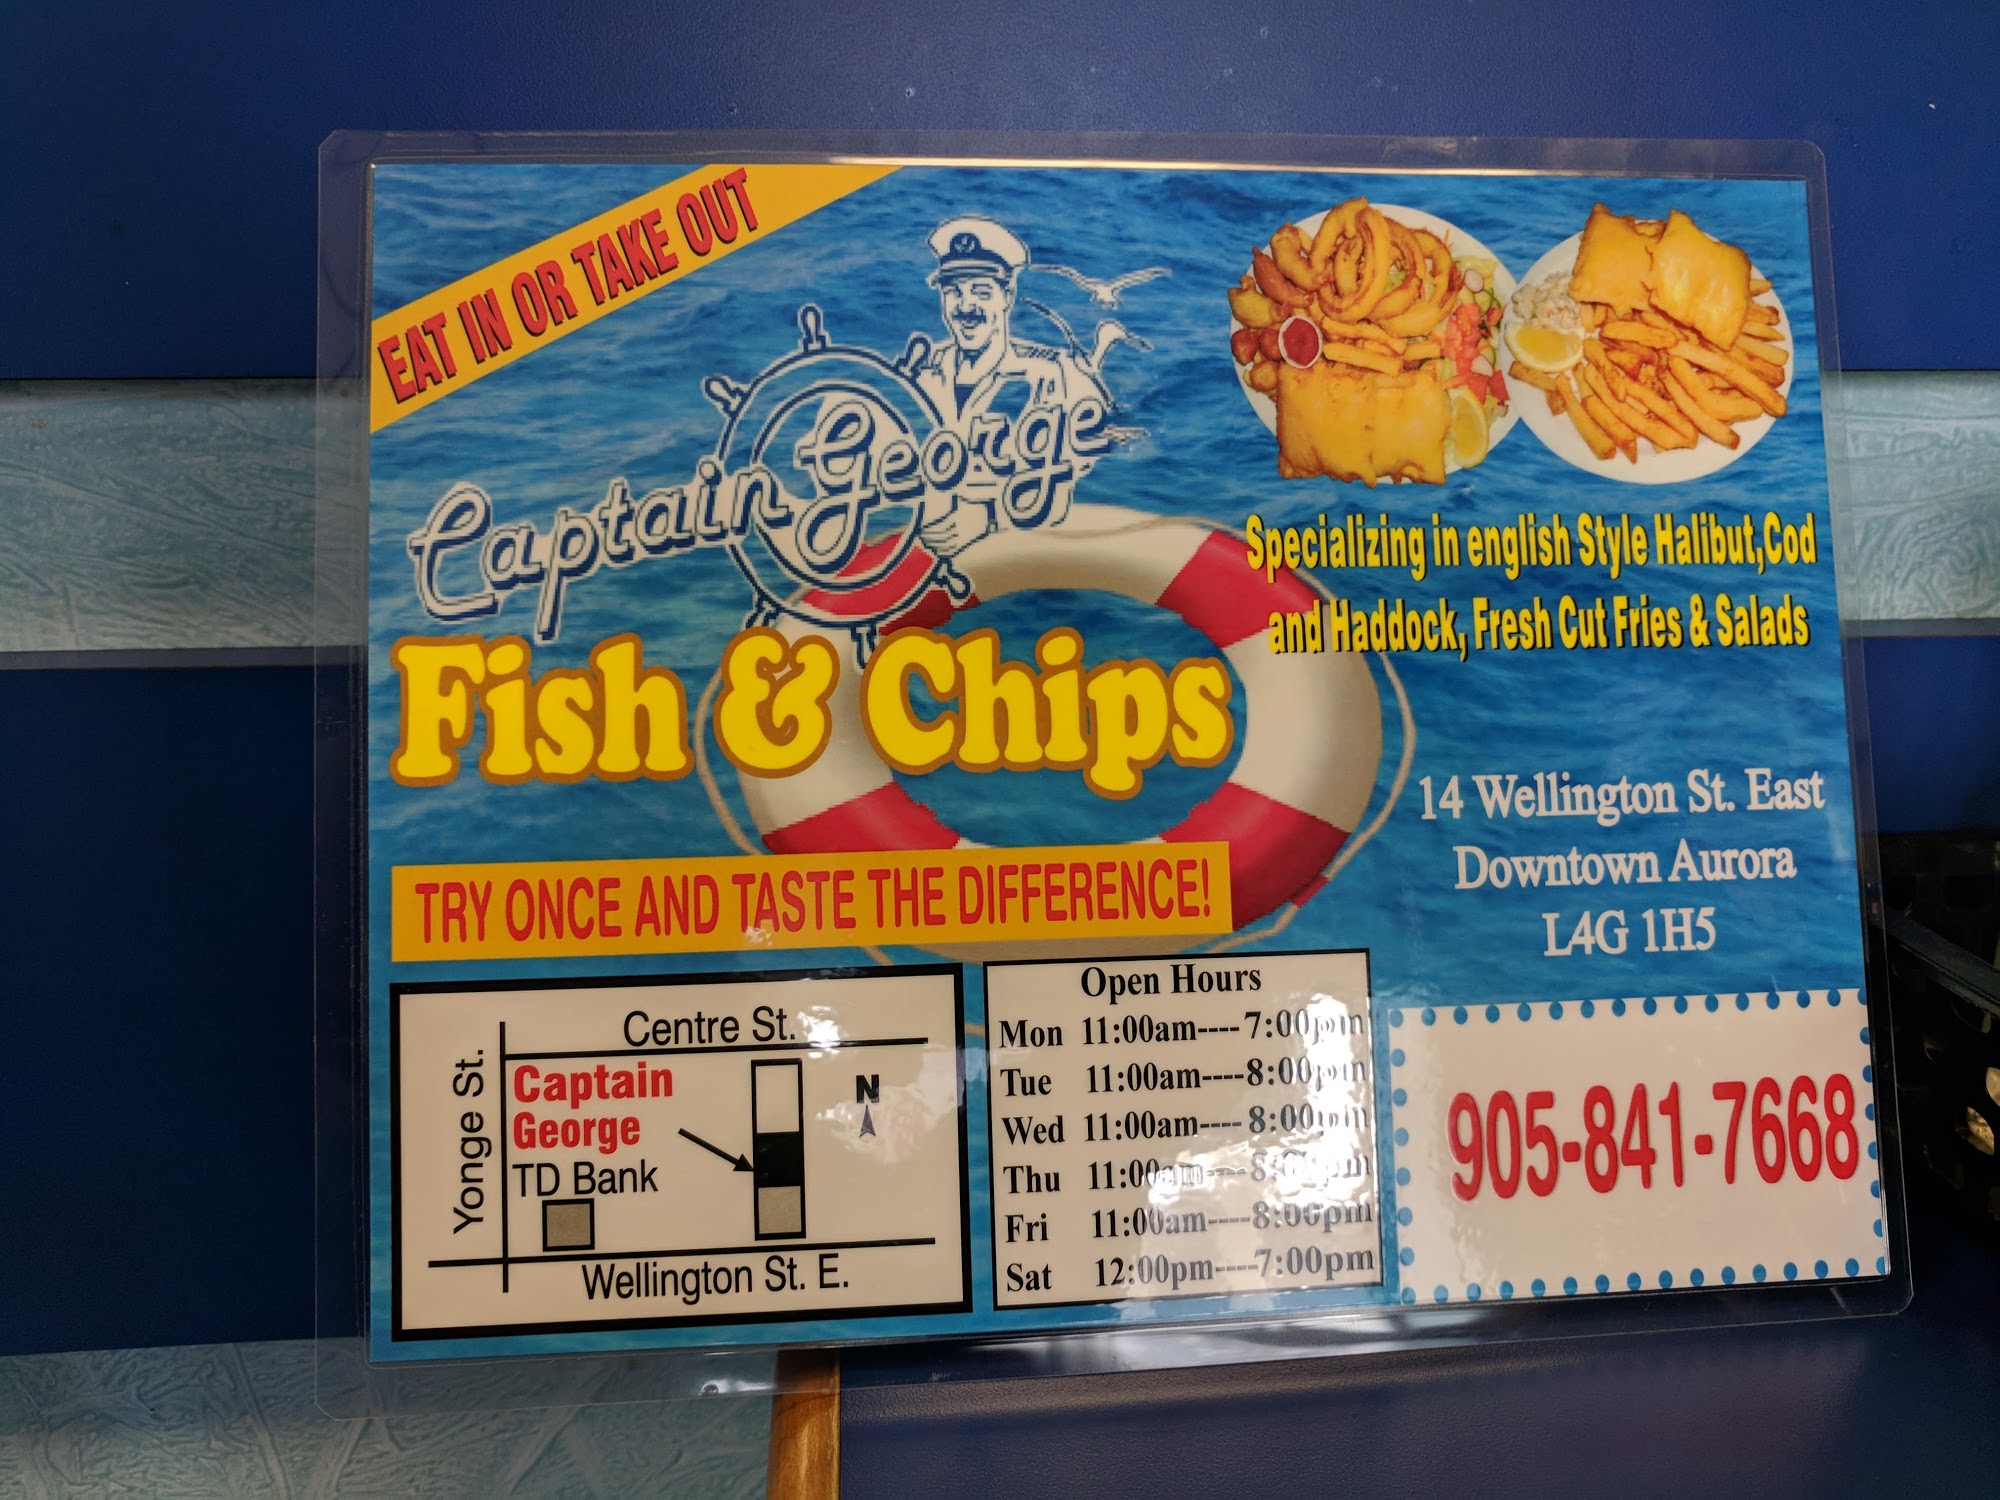 EAT IN OR TAKE OUT
Captain George
Fish & Chips
TRY ONCE AND TASTE THE DIFFERENCE!
Specializing in english Style Halibut,Cod
and Haddock, Fresh Cut Fries & Salads
14 Wellington St. East
Downtown Aurora
L4G 1H5
905-841-7668
Centre St.
Yonge St.
Captain
George
TD Bank
N
Wellington St. E.
Open Hours
Mon 11:00am----7:00pm
Tue 11:00am----8:00pm
Wed 11:00am----8:00pm
Thu 11:00am----8:00pm
Fri 11:00am----8:00pm
Sat 12:00pm----7:00pm